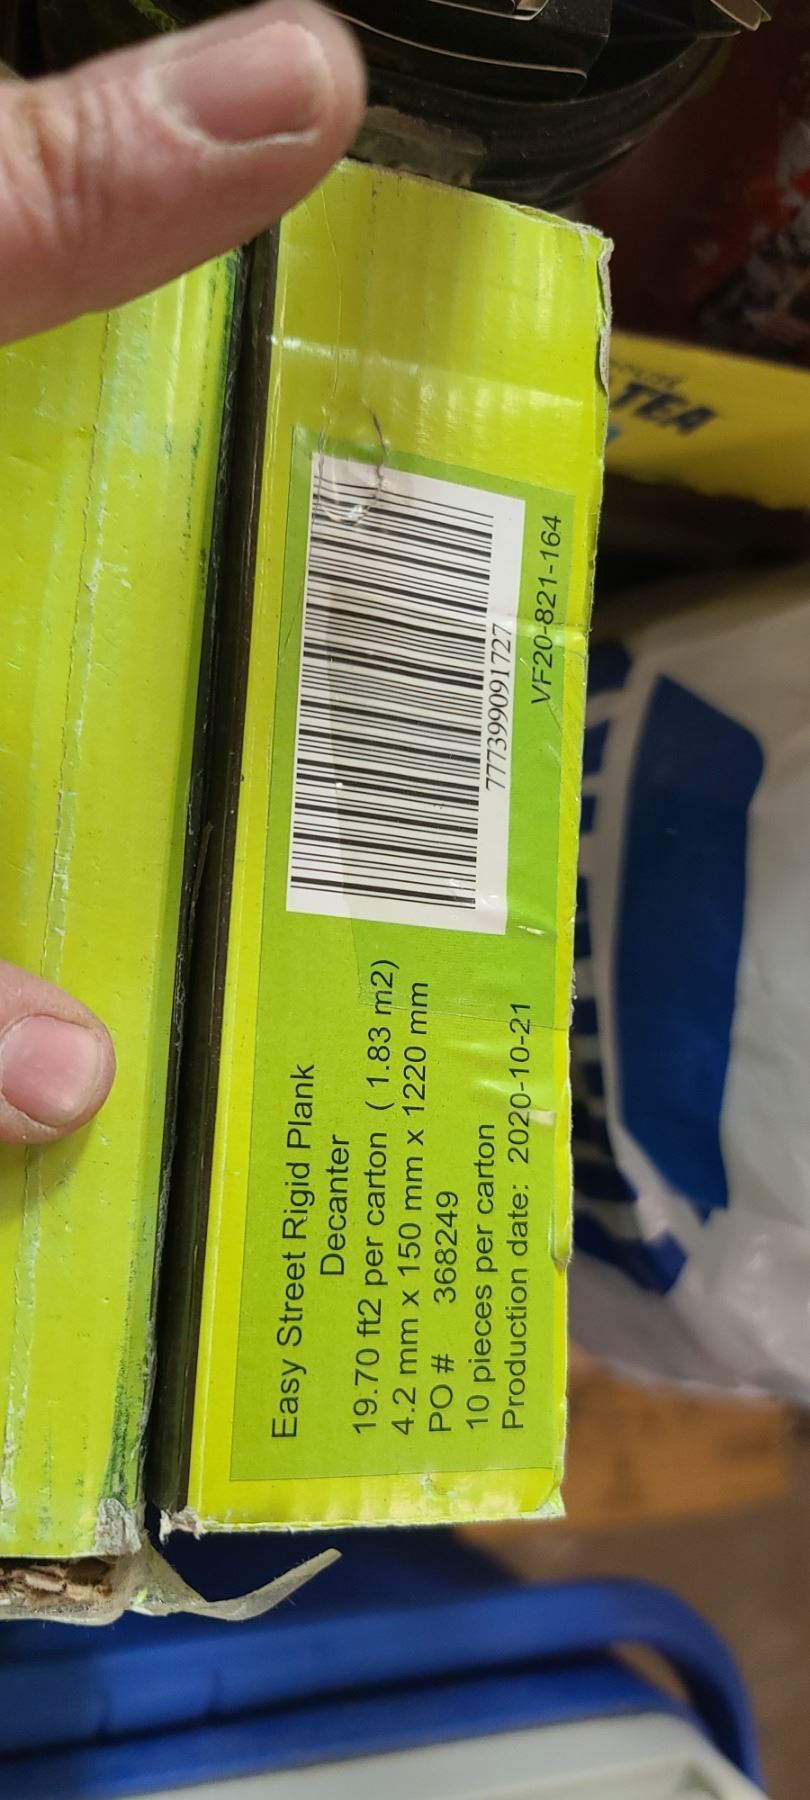 Easy Street Rigid Plank
Decanter
19.70 ft2 per carton ( 1.83 m2)
4.2 mm x 150 mm x 1220 mm
PO # 368249
10 pieces per carton
Production date: 2020-10-21
777399091727
VF20-821-164
TEA